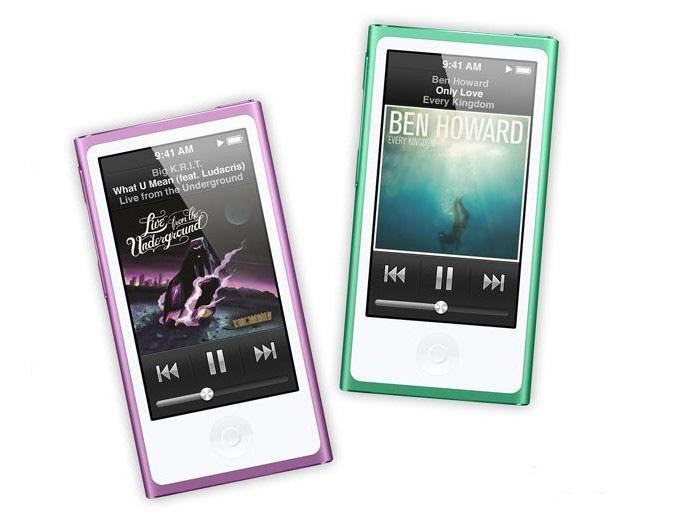 9:41 AM
Big K.R.I.T.
What U Mean (feat. Ludacris)
Live from the Underground
Live from the
Underground
9:41 AM
Ben Howard
Only Love
Every Kingdom
BEN HOWARD
EVERY KINGDOM